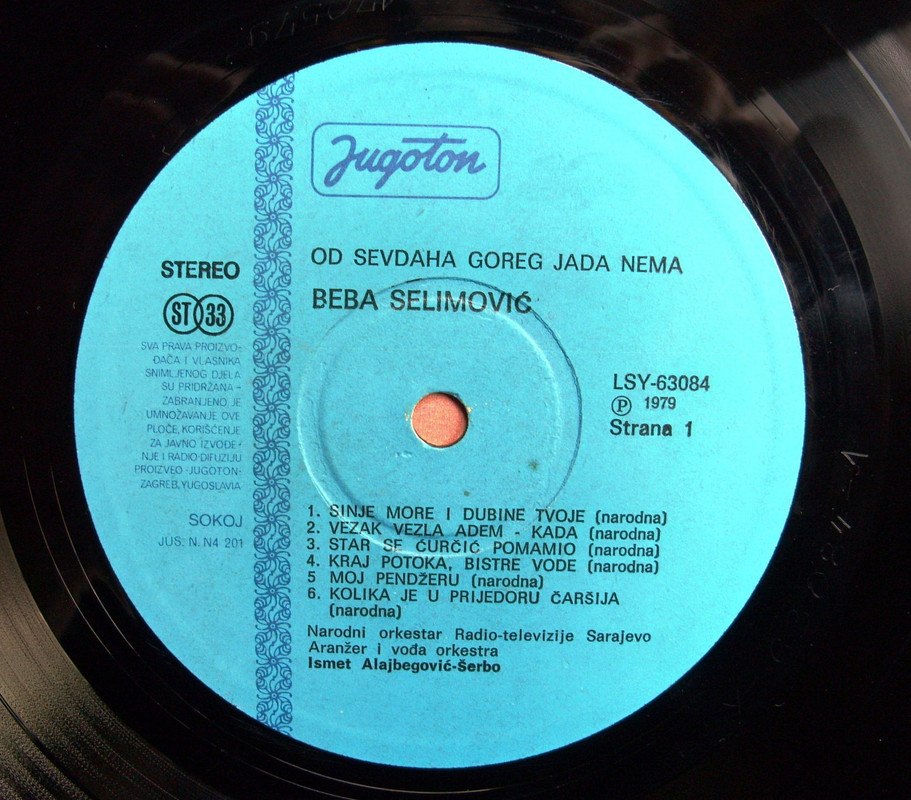 Jugoton
OD SEVDAHA GOREG JADA NEMA
BEBA SELIMOVIĆ
STEREO
ST 33
SVA PRAVA PROIZVO-
ĐAČA I VLASNIKA
SNIMLJENOG DJELA
SU PRIDRŽANA-
ZABRANJENO JE
UMNOŽAVANJE OVE
PLOČE, KORIŠĆENJE
ZA JAVNO IZVOĐE-
NJE I RADIO-DIFUZIJU
PROIZVEO -JUGOTON-
ZAGREB, YUGOSLAVIA
SOKOJ
JUS. N. N4 201
LSY-63084
Ⓟ 1979
Strana 1
1. SINJE MORE I DUBINE TVOJE (narodna)
2. VEZAK VEZLA ADEM - KADA (narodna)
3. STAR SE ĆURČIĆ POMAMIO (narodna)
4. KRAJ POTOKA, BISTRE VODE (narodna)
5 MOJ PENDŽERU (narodna)
6. KOLIKA JE U PRIJEDORU ČARŠIJA
(narodna)
Narodni orkestar Radio-televizije Sarajevo
Aranžer i vođa orkestra
Ismet Alajbegović-Šerbo